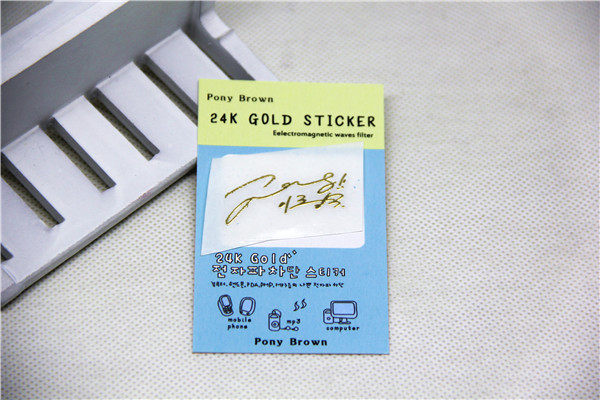 Pony Brown
24K GOLD STICKER
Eelectromagnetic waves filter
24K Gold
전자파차단 스티커
mobile phone
mp3
computer
Pony Brown